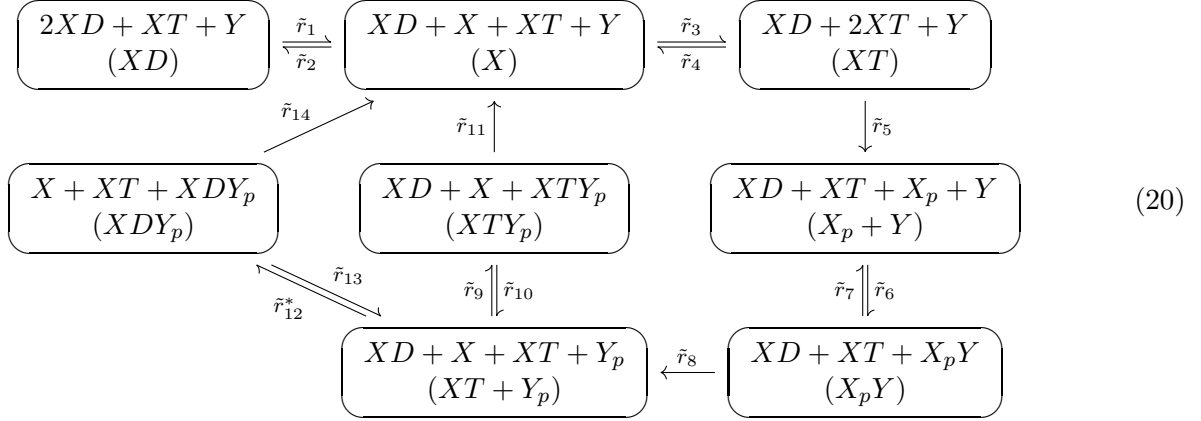 2XD + XT + Y
(XD)
r̃₁
r̃₂
XD + X + XT + Y
(X)
r̃₃
r̃₄
XD + 2XT + Y
(XT)
r̃₁₄
r̃₁₁
r̃₅
X + XT + XDYₚ
(XDYₚ)
XD + X + XTYₚ
(XTYₚ)
XD + XT + Xₚ + Y
(Xₚ + Y)
(20)
r̃₁₃
r̃*₁₂
r̃₉
r̃₁₀
r̃₇
r̃₆
XD + X + XT + Yₚ
(XT + Yₚ)
r̃₈
XD + XT + XₚY
(XₚY)